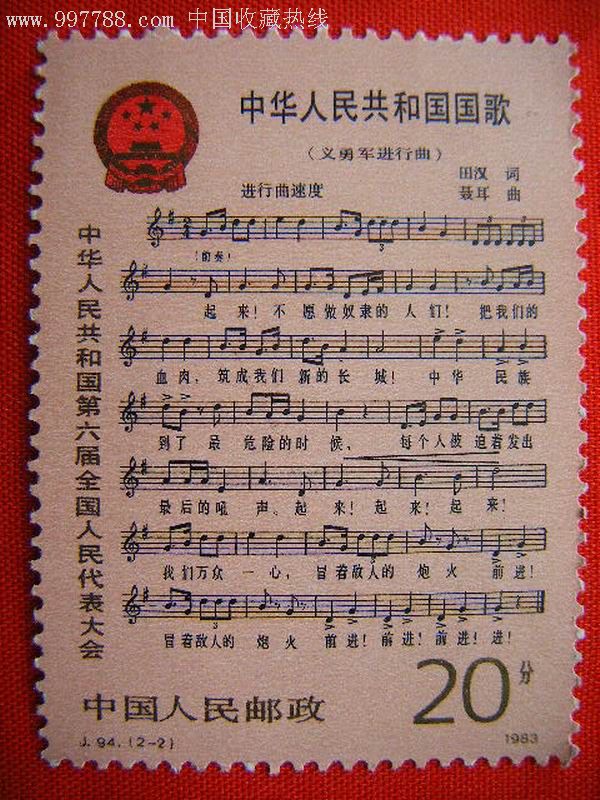 www.997788.com 中国收藏热线
中华人民共和国国歌
(义勇军进行曲)
田汉 词
进行曲速度 聂耳 曲
(前奏)
起来!不愿做奴隶的人们!把我们的
血肉,筑成我们新的长城!中华民族
到了最危险的时候,每个人被迫着发出
最后的吼声。起来!起来!起来!
我们万众一心,冒着敌人的炮火前进!
冒着敌人的炮火前进!前进!前进!进!
中华人民共和国第六届全国人民代表大会
20分
中国人民邮政
J.94.(2-2) 1983